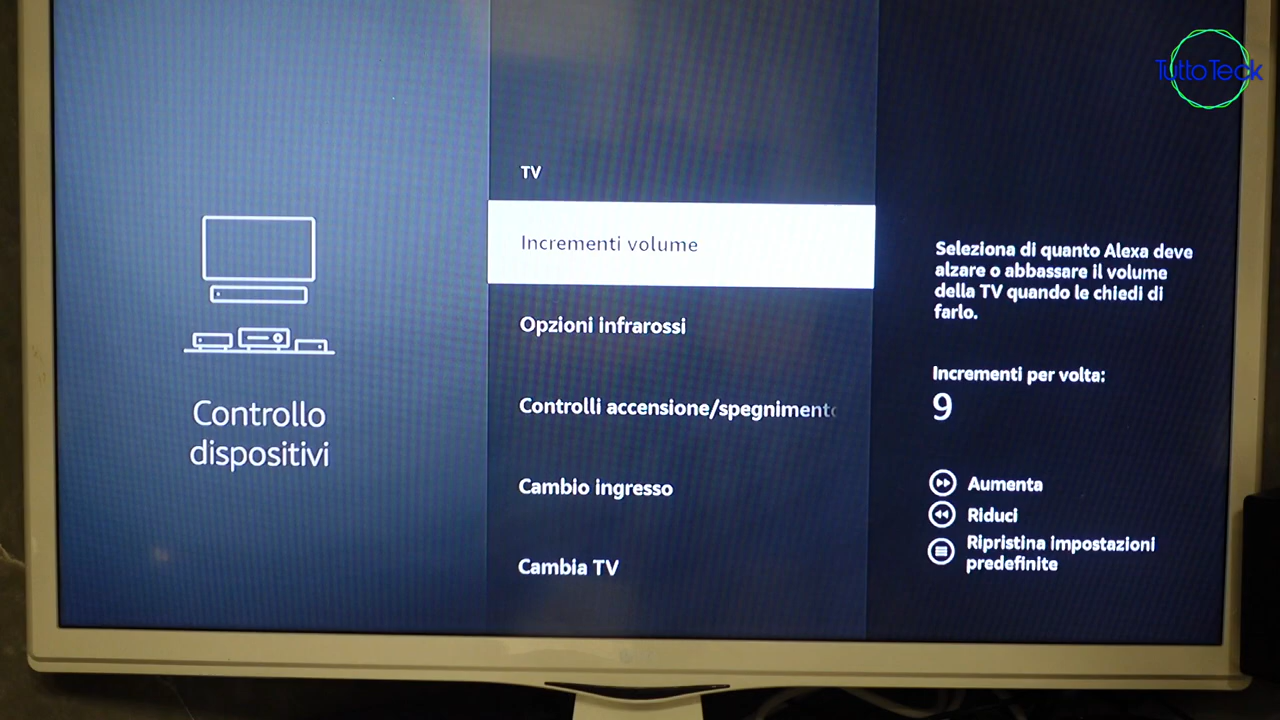 TuttoTeck
Controllo
dispositivi
TV
Incrementi volume
Opzioni infrarossi
Controlli accensione/spegnimento
Cambio ingresso
Cambia TV
Seleziona di quanto Alexa deve
alzare o abbassare il volume
della TV quando le chiedi di
farlo.
Incrementi per volta:
9
Aumenta
Riduci
Ripristina impostazioni
predefinite